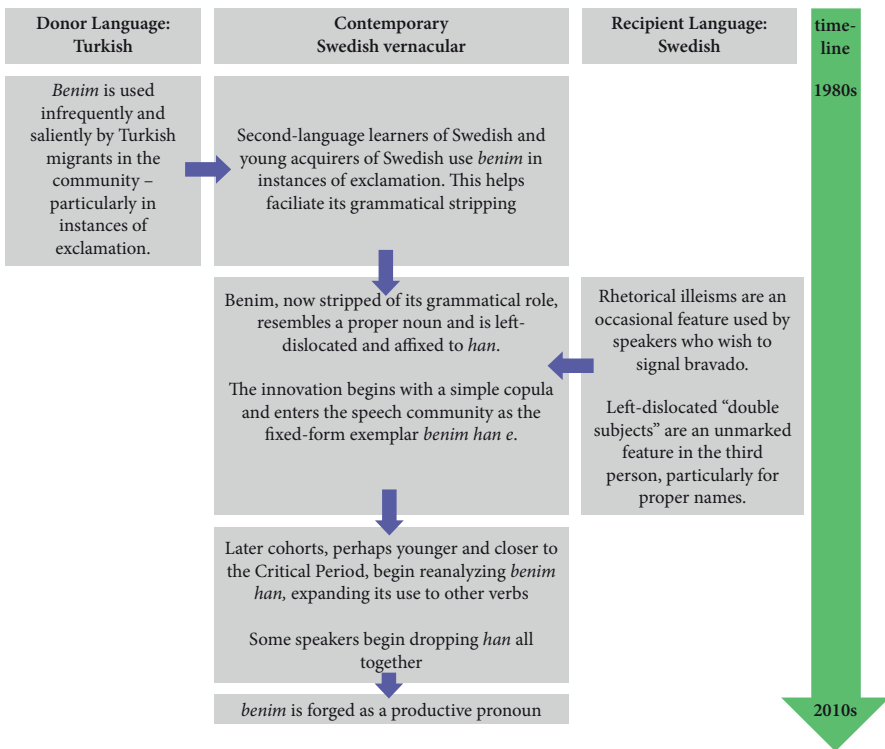 Donor Language:
Turkish
Contemporary
Swedish vernacular
Recipient Language:
Swedish
time-
line
1980s
Benim is used
infrequently and
saliently by Turkish
migrants in the
community –
particularly in
instances of
exclamation.
Second-language learners of Swedish and
young acquirers of Swedish use benim in
instances of exclamation. This helps
faciliate its grammatical stripping
Benim, now stripped of its grammatical role,
resembles a proper noun and is left-
dislocated and affixed to han.
The innovation begins with a simple copula
and enters the speech community as the
fixed-form exemplar benim han e.
Rhetorical illeisms are an
occasional feature used by
speakers who wish to
signal bravado.
Left-dislocated “double
subjects” are an unmarked
feature in the third
person, particularly for
proper names.
Later cohorts, perhaps younger and closer to
the Critical Period, begin reanalyzing benim
han, expanding its use to other verbs
Some speakers begin dropping han all
together
benim is forged as a productive pronoun
2010s